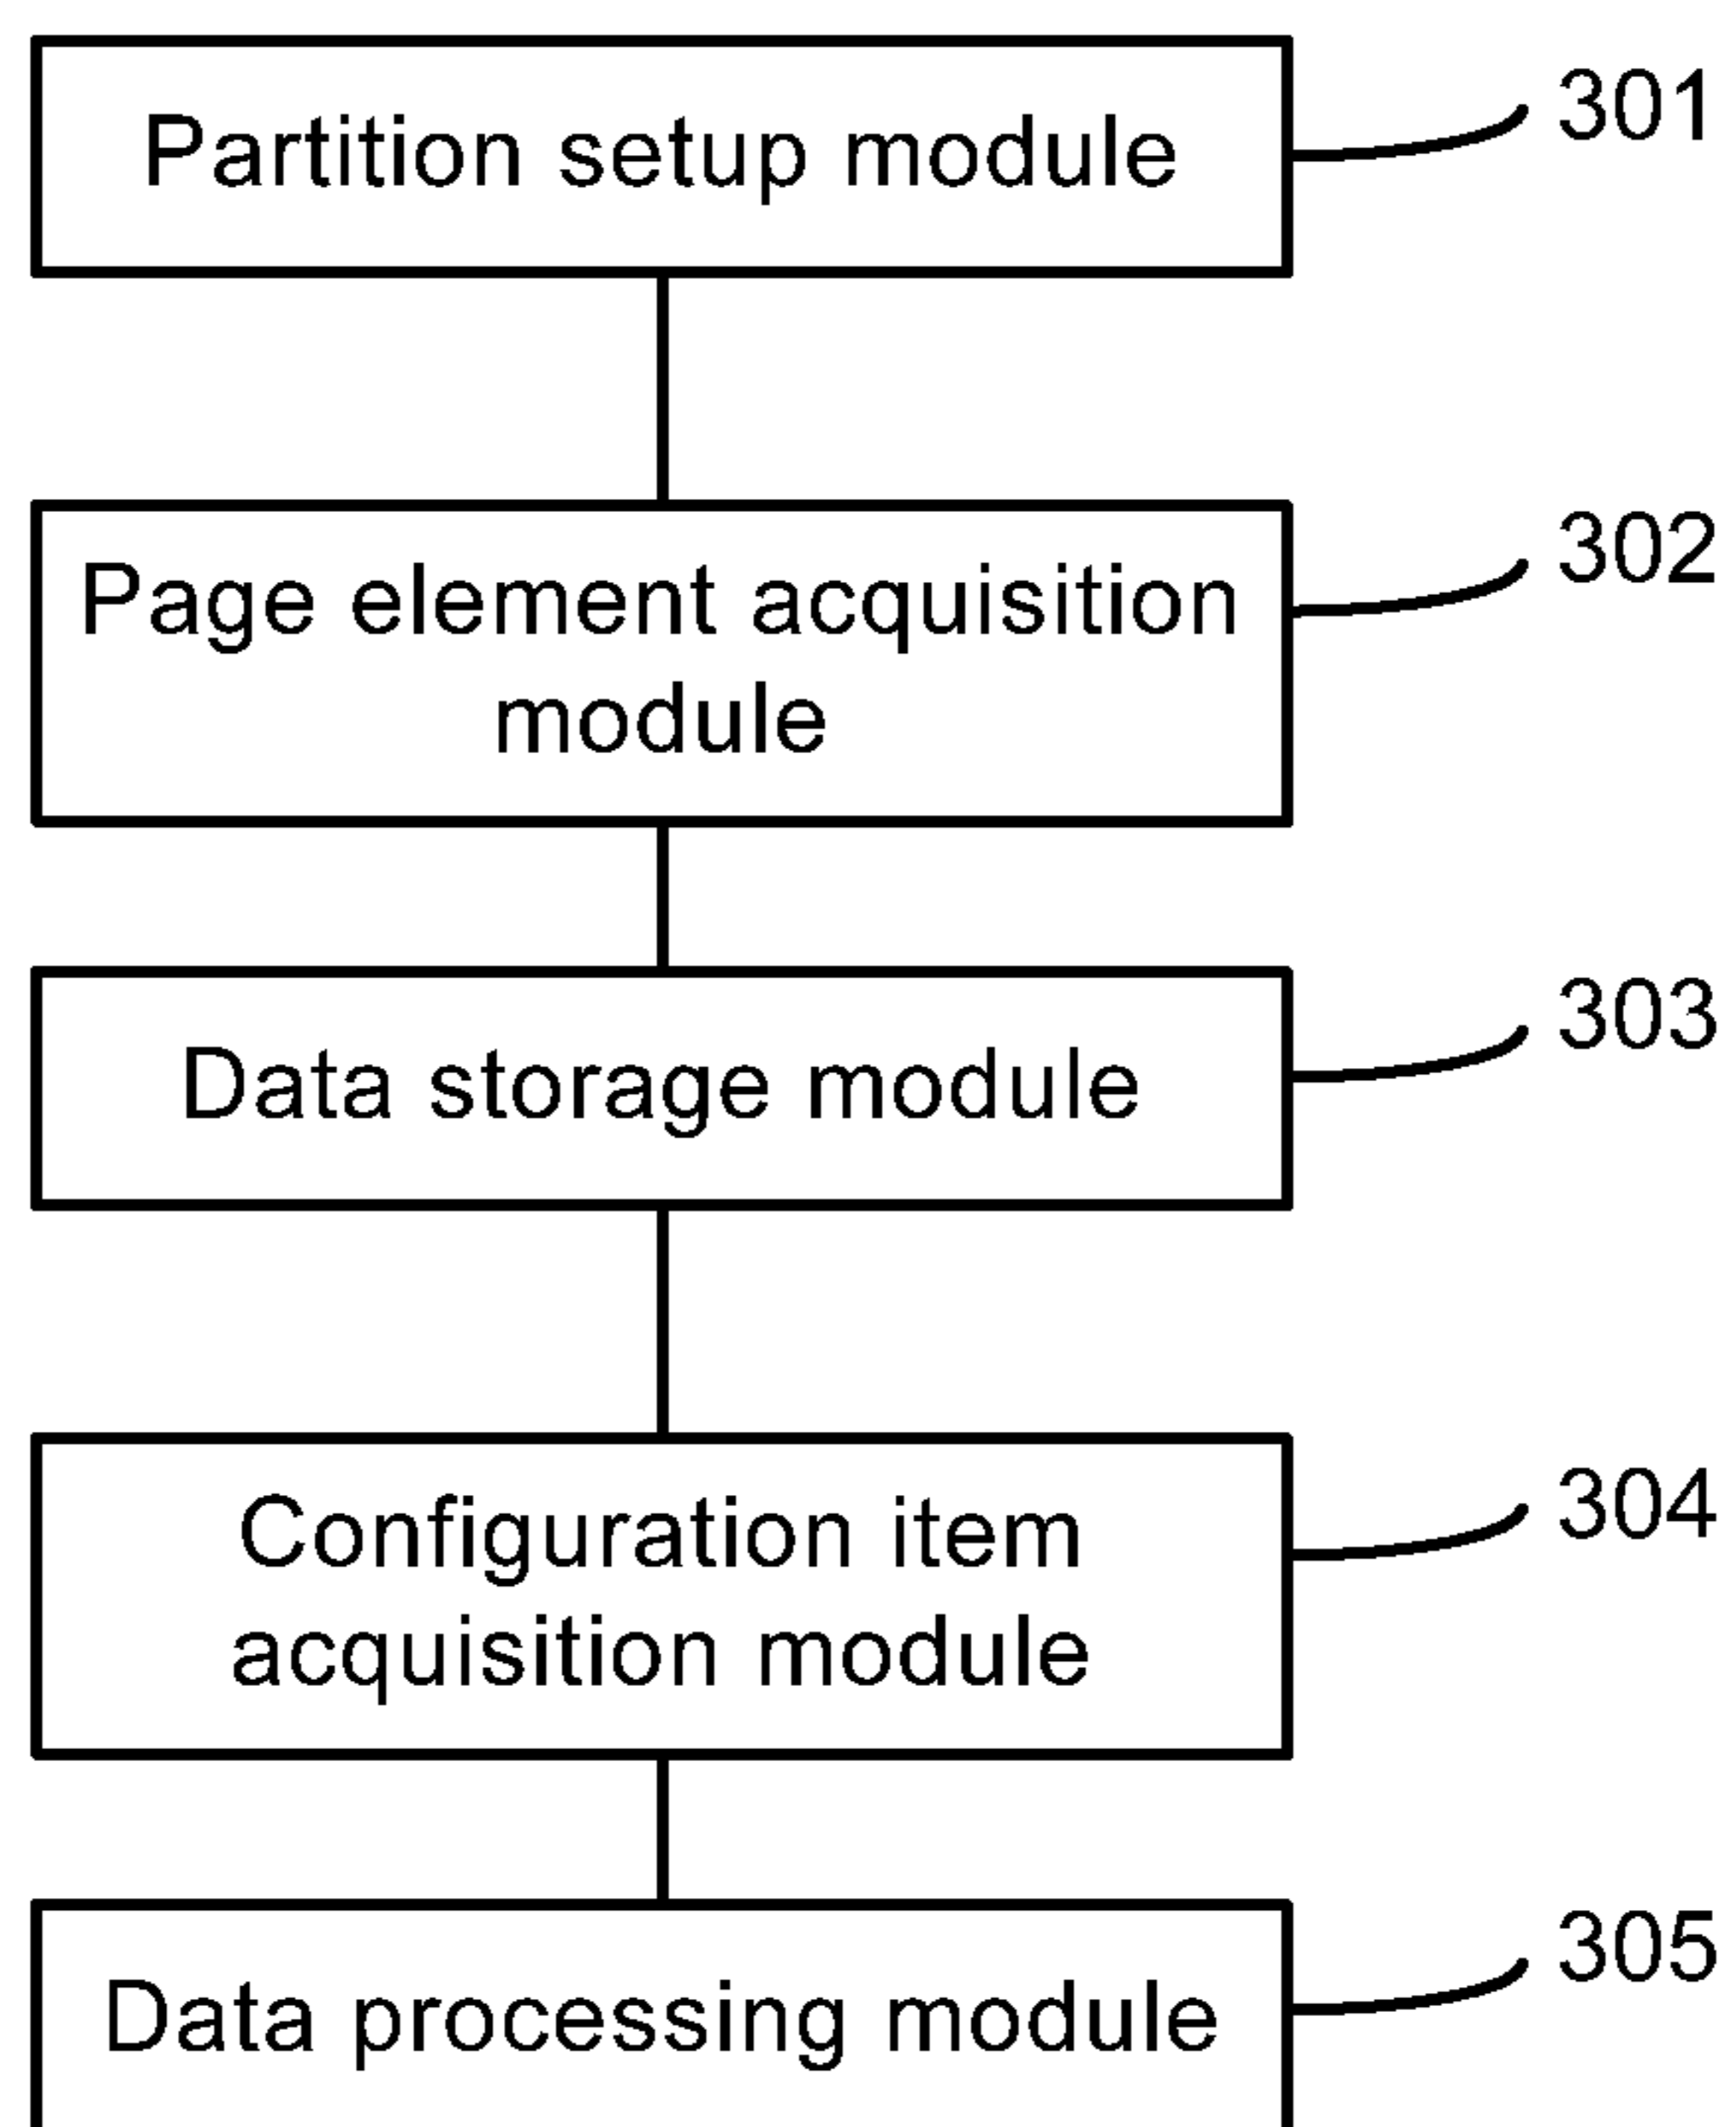 Partition setup module
301
Page element acquisition
module
302
Data storage module
303
Configuration item
acquisition module
304
Data processing module
305